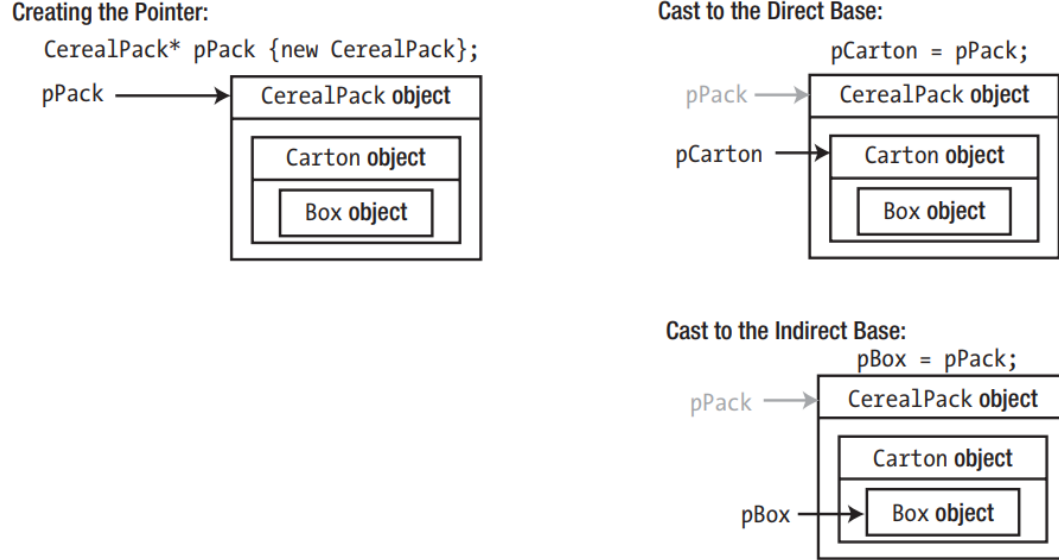 Creating the Pointer:
CerealPack* pPack {new CerealPack};
pPack
CerealPack object
Carton object
Box object
Cast to the Direct Base:
pCarton = pPack;
pPack
CerealPack object
pCarton
Carton object
Box object
Cast to the Indirect Base:
pBox = pPack;
pPack
CerealPack object
Carton object
pBox
Box object